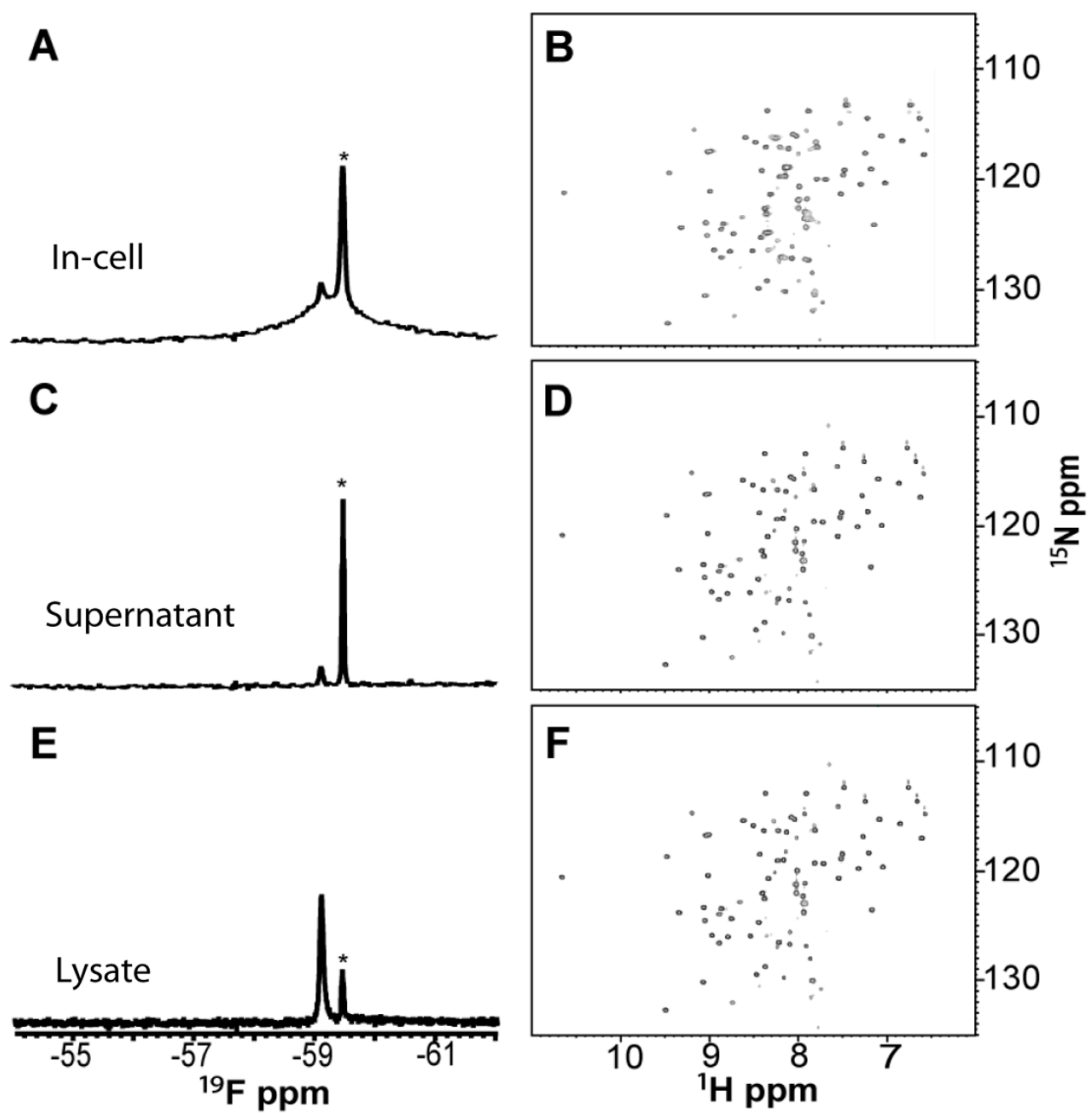 A
*
In-cell
B
110
120
130
C
*
Supernatant
D
110
120
130
¹⁵N ppm
E
*
Lysate
-55
-57
-59
-61
¹⁹F ppm
F
110
120
130
10
9
8
7
¹H ppm